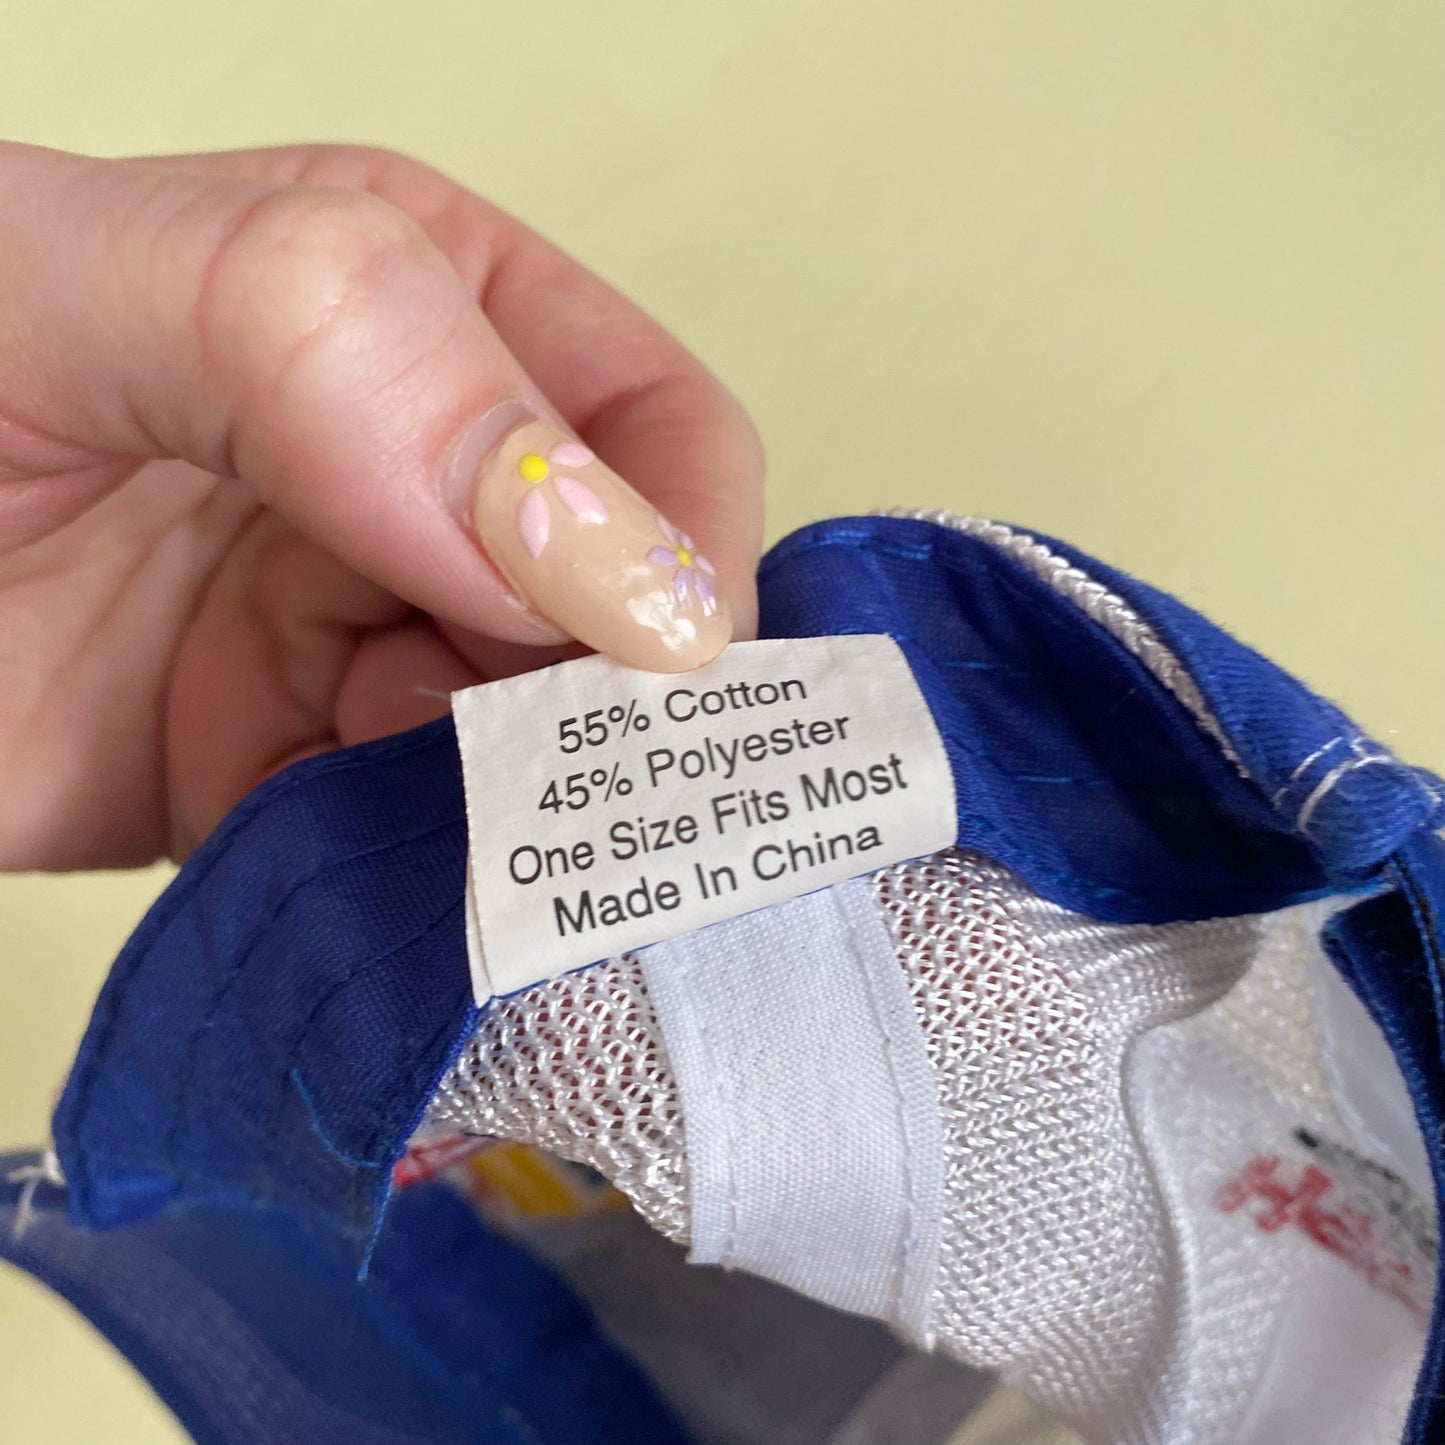 55% Cotton
45% Polyester
One Size Fits Most
Made In China